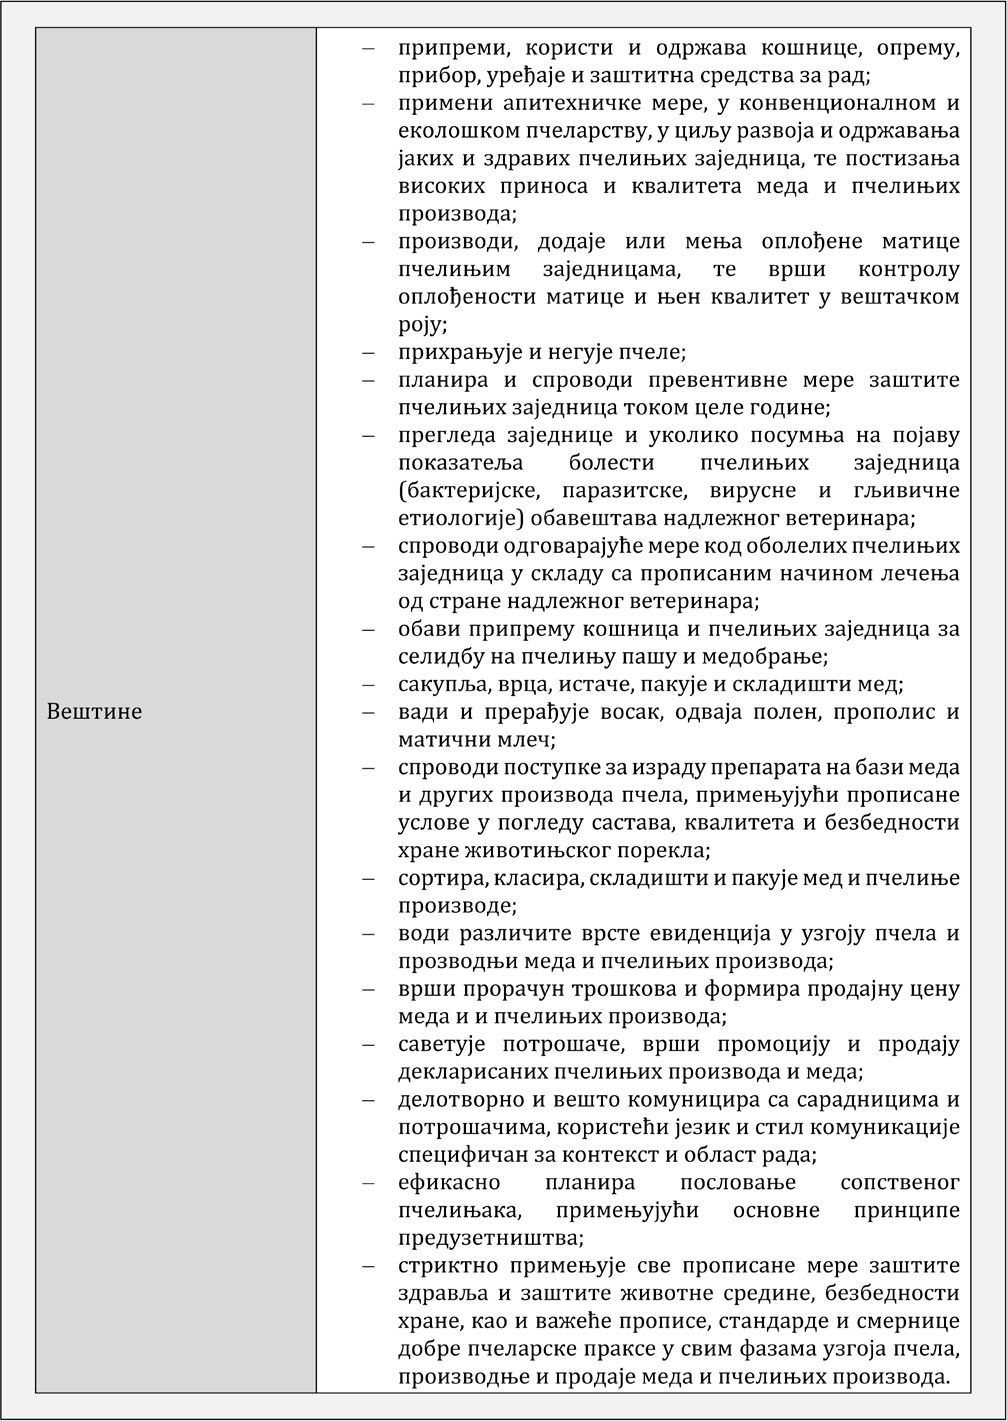 – припреми, користи и одржава кошнице, опрему,
прибор, уређаје и заштитна средства за рад;
– примени апитехничке мере, у конвенционалном и
еколошком пчеларству, у циљу развоја и одржавања
јаких и здравих пчелињих заједница, те постизања
високих приноса и квалитета меда и пчелињих
производа;
– производи, додаје или мења оплођене матице
пчелињим заједницама, те врши контролу
оплођености матице и њен квалитет у вештачком
роју;
– прихрањује и негује пчеле;
– планира и спроводи превентивне мере заштите
пчелињих заједница током целе године;
– прегледа заједнице и уколико посумња на појаву
показатеља болести пчелињих заједница
(бактеријске, паразитске, вирусне и гљивичне
етиологије) обавештава надлежног ветеринара;
– спроводи одговарајуће мере код оболелих пчелињих
заједница у складу са прописаним начином лечења
од стране надлежног ветеринара;
– обави припрему кошница и пчелињих заједница за
селидбу на пчелињу пашу и медобрање;
– сакупља, врца, истаче, пакује и складишти мед;
Вештине
– вади и прерађује восак, одваја полен, прополис и
матични млеч;
– спроводи поступке за израду препарата на бази меда
и других производа пчела, примењујући прописане
услове у погледу састава, квалитета и безбедности
хране животињског порекла;
– сортира, класира, складишти и пакује мед и пчелиње
производе;
– води различите врсте евиденција у узгоју пчела и
прозводњи меда и пчелињих производа;
– врши прорачун трошкова и формира продајну цену
меда и и пчелињих производа;
– саветује потрошаче, врши промоцију и продају
декларисаних пчелињих производа и меда;
– делотворно и вешто комуницира са сарадницима и
потрошачима, користећи језик и стил комуникације
специфичан за контекст и област рада;
– ефикасно планира пословање сопственог
пчелињака, примењујући основне принципе
предузетништва;
– стриктно примењује све прописане мере заштите
здравља и заштите животне средине, безбедности
хране, као и важеће прописе, стандарде и смернице
добре пчеларске праксе у свим фазама узгоја пчела,
производње и продаје меда и пчелињих производа.